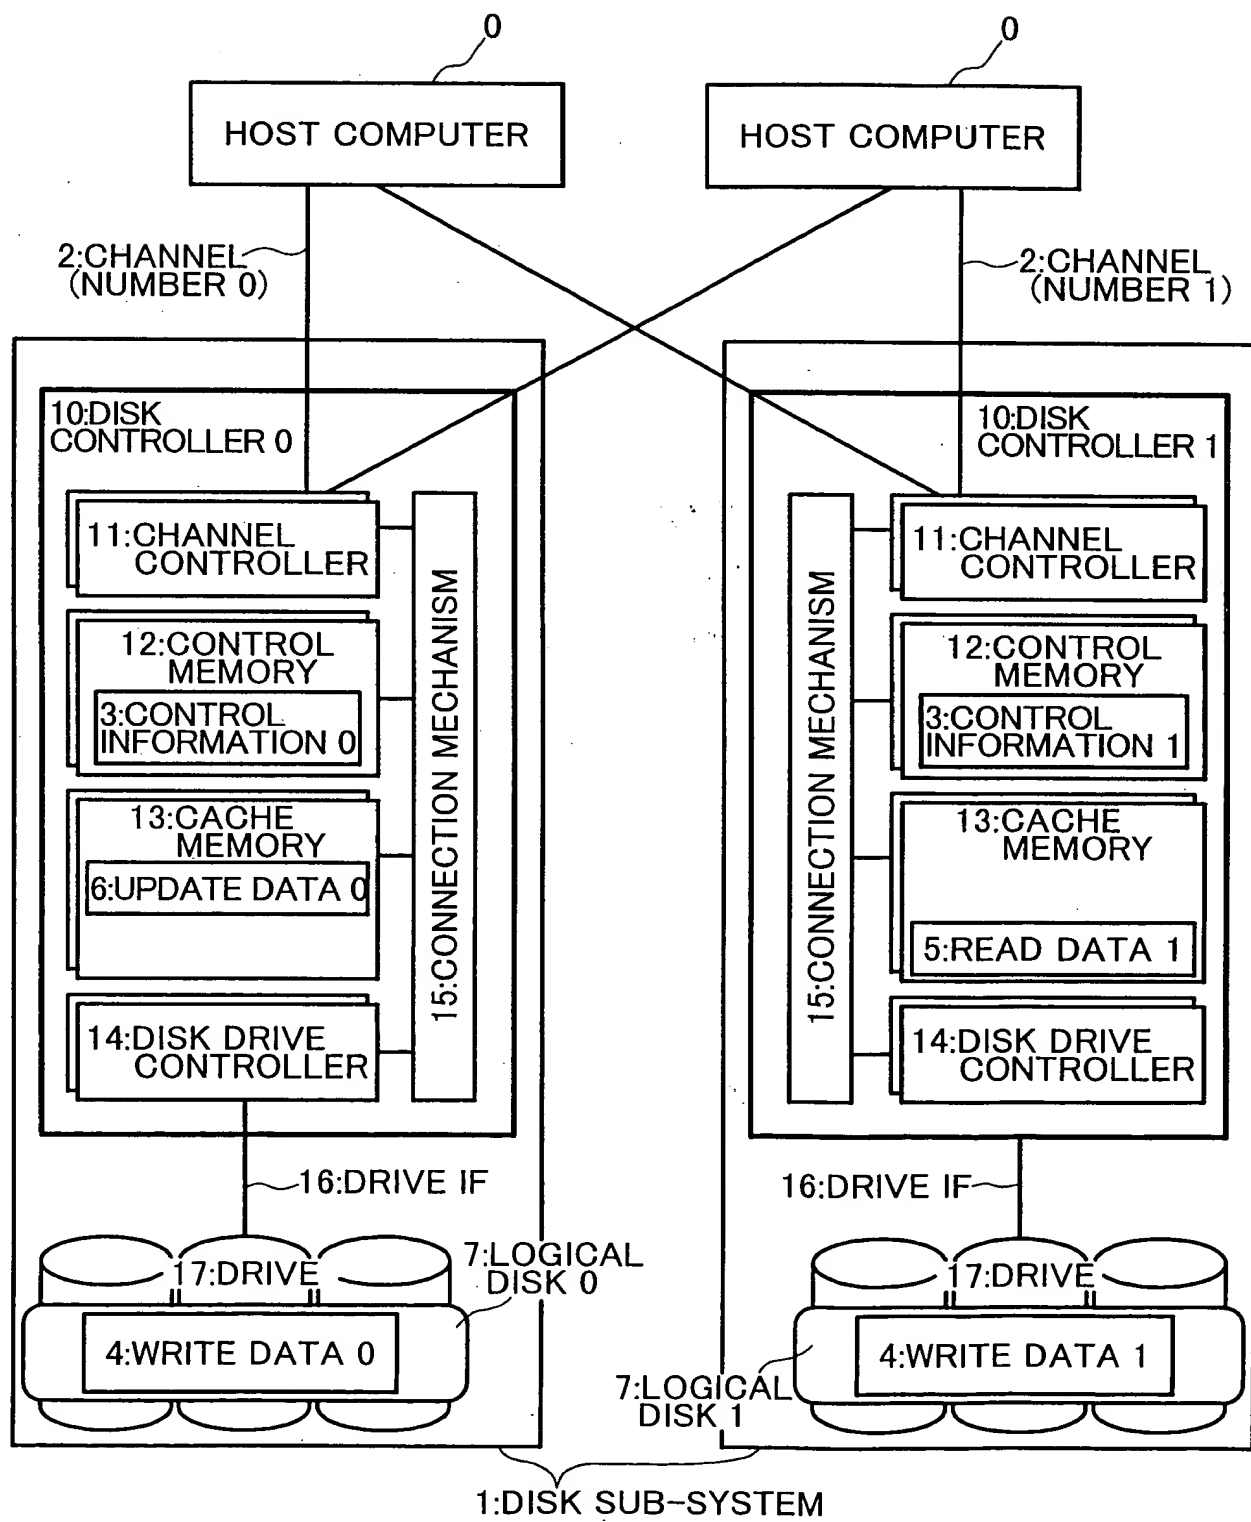 0
0
HOST COMPUTER
HOST COMPUTER
2:CHANNEL
(NUMBER 0)
2:CHANNEL
(NUMBER 1)
10:DISK
CONTROLLER 0
10:DISK
CONTROLLER 1
11:CHANNEL
CONTROLLER
12:CONTROL
MEMORY
3:CONTROL
INFORMATION 0
13:CACHE
MEMORY
6:UPDATE DATA 0
14:DISK DRIVE
CONTROLLER
15:CONNECTION MECHANISM
15:CONNECTION MECHANISM
11:CHANNEL
CONTROLLER
12:CONTROL
MEMORY
3:CONTROL
INFORMATION 1
13:CACHE
MEMORY
5:READ DATA 1
14:DISK DRIVE
CONTROLLER
16:DRIVE IF
16:DRIVE IF
17:DRIVE
7:LOGICAL
DISK 0
4:WRITE DATA 0
17:DRIVE
4:WRITE DATA 1
7:LOGICAL
DISK 1
1:DISK SUB-SYSTEM